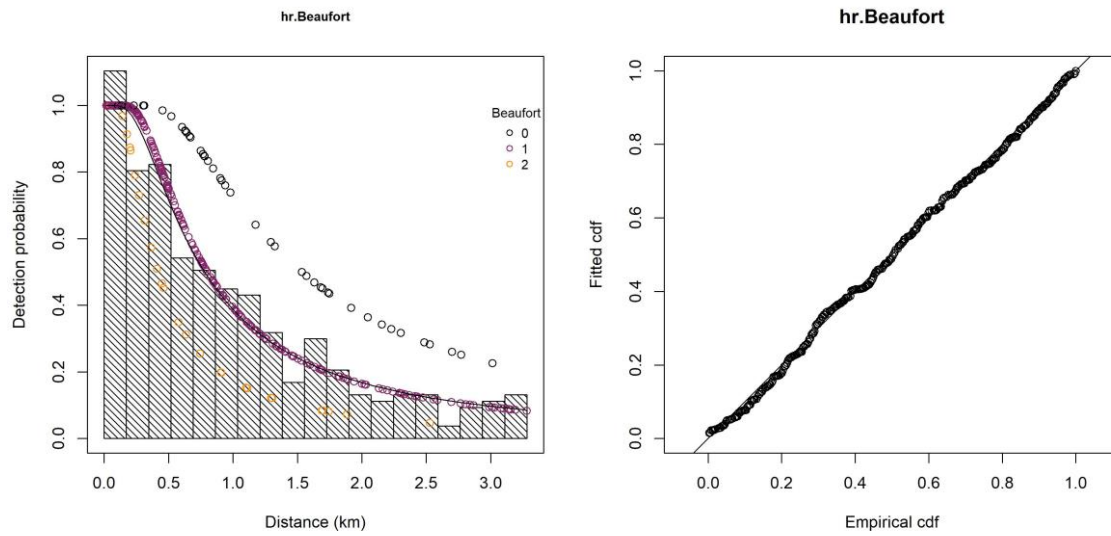 hr.Beaufort
Detection probability
0.0
0.2
0.4
0.6
0.8
1.0
Beaufort
0
1
2
0.0 0.5 1.0 1.5 2.0 2.5 3.0
Distance (km)
hr.Beaufort
Fitted cdf
0.0
0.2
0.4
0.6
0.8
1.0
0.0 0.2 0.4 0.6 0.8 1.0
Empirical cdf